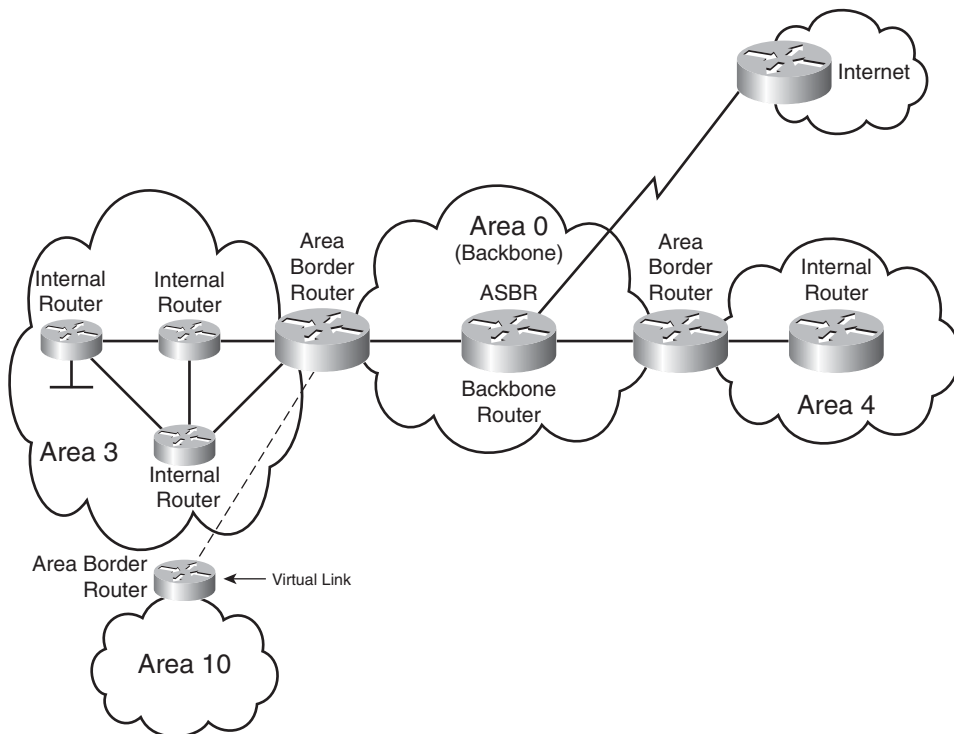 Internet
Area 0
(Backbone)
Area
Border
Router
Area
Border
Router
Internal
Router
Internal
Router
Internal
Router
ASBR
Backbone
Router
Area 4
Area 3
Internal
Router
Area Border
Router
Virtual Link
Area 10